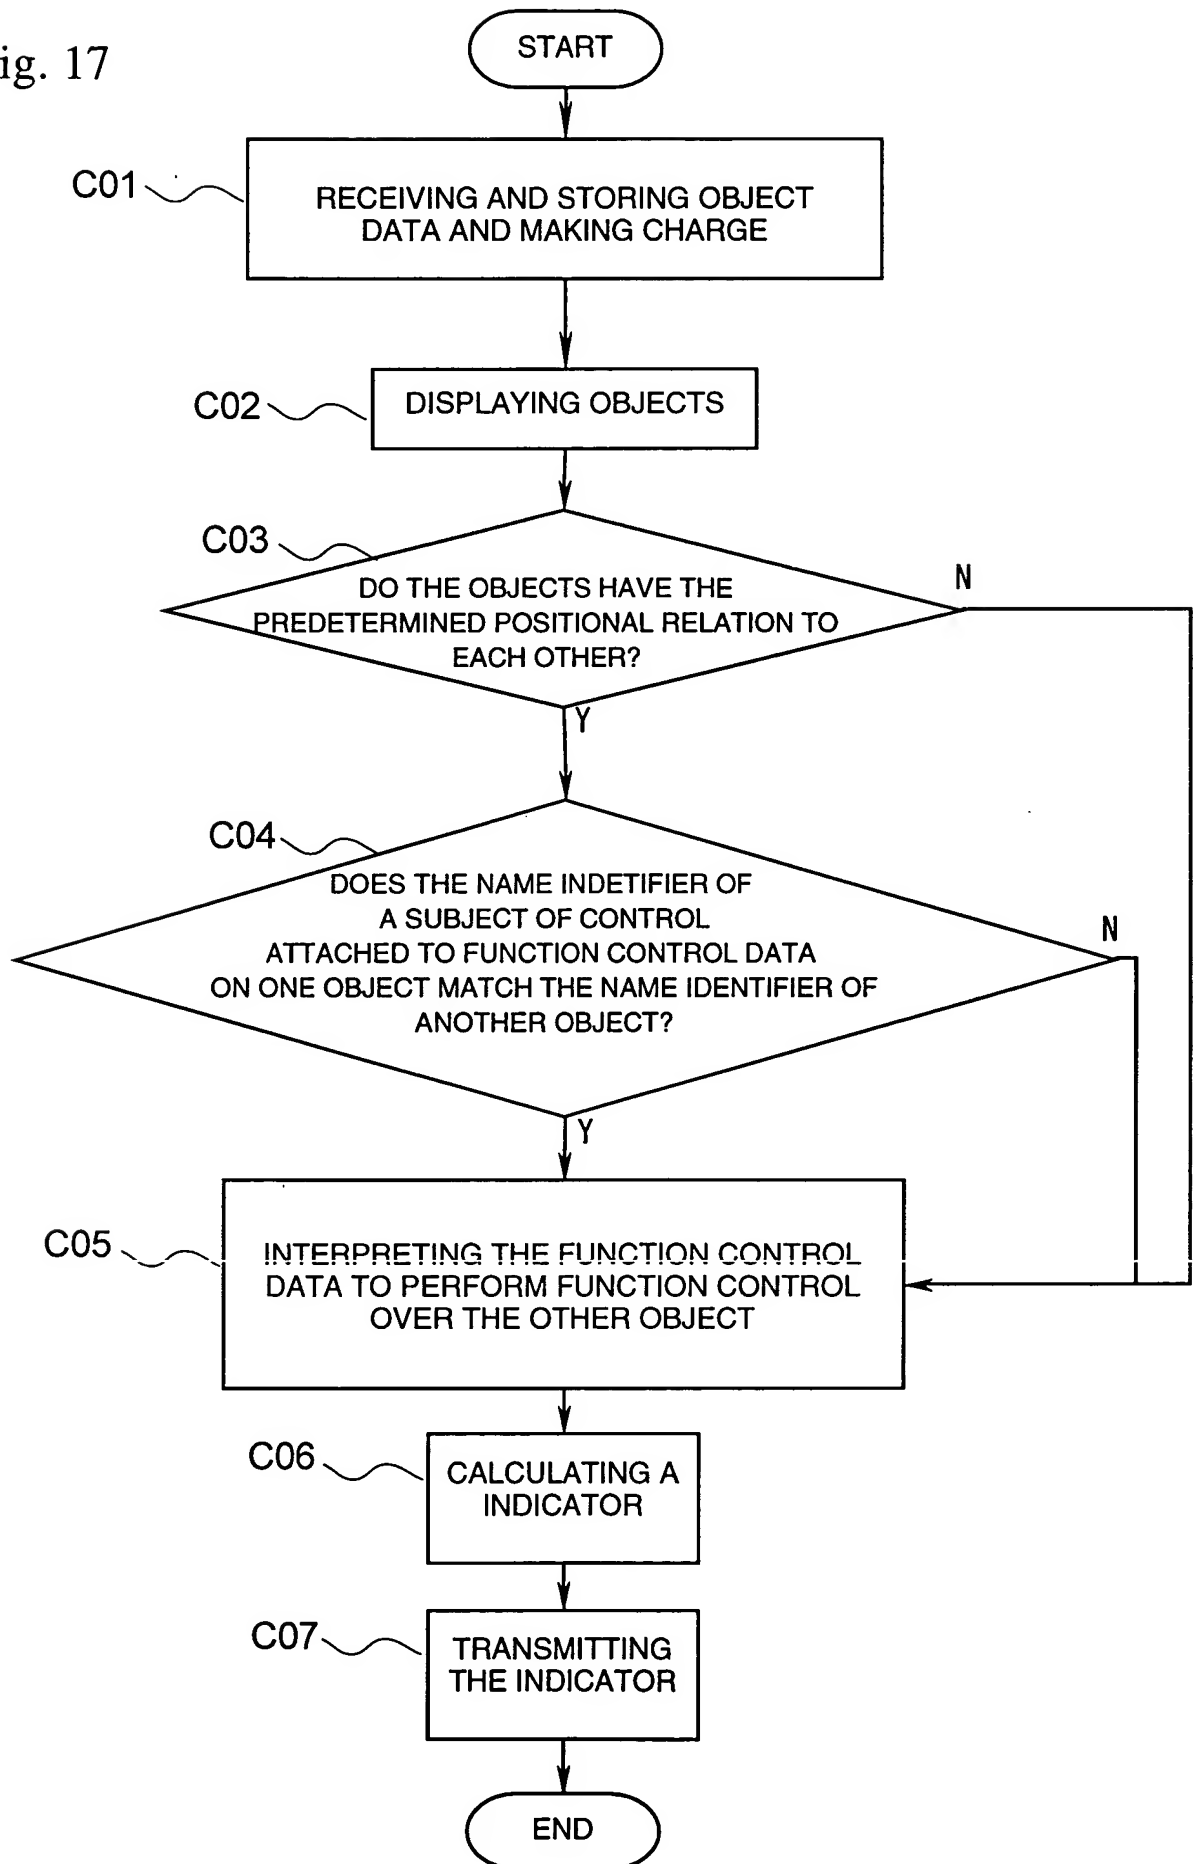 ig. 17
START
C01
RECEIVING AND STORING OBJECT
DATA AND MAKING CHARGE
C02
DISPLAYING OBJECTS
C03
DO THE OBJECTS HAVE THE
PREDETERMINED POSITIONAL RELATION TO
EACH OTHER?
N
Y
C04
DOES THE NAME INDETIFIER OF
A SUBJECT OF CONTROL
ATTACHED TO FUNCTION CONTROL DATA
ON ONE OBJECT MATCH THE NAME IDENTIFIER OF
ANOTHER OBJECT?
N
Y
C05
INTERPRETING THE FUNCTION CONTROL
DATA TO PERFORM FUNCTION CONTROL
OVER THE OTHER OBJECT
C06
CALCULATING A
INDICATOR
C07
TRANSMITTING
THE INDICATOR
END